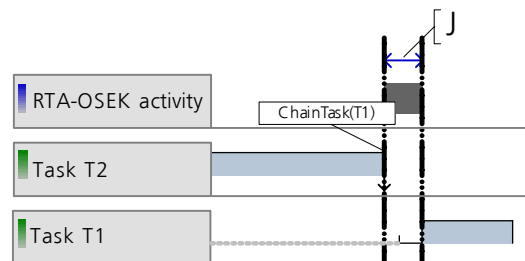 J
RTA-OSEK activity
ChainTask(T1)
Task T2
Task T1